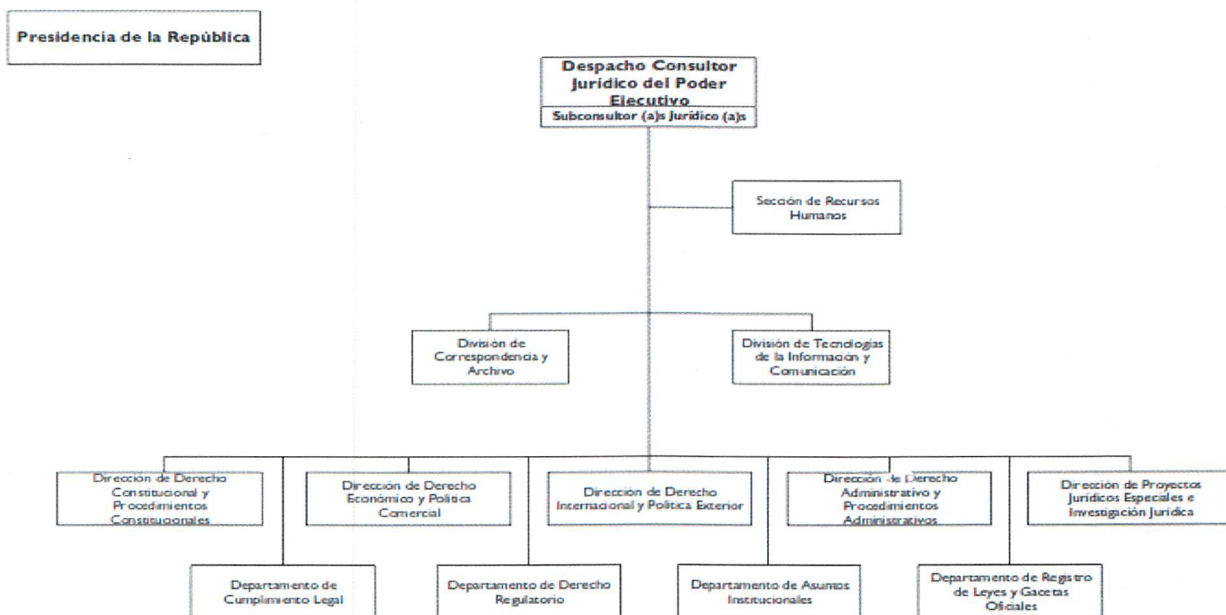 Presidencia de la República
Despacho Consultor
Jurídico del Poder
Ejecutivo
Subconsultor (a)s Jurídico (a)s
Sección de Recursos
Humanos
División de
Correspondencia y
Archivo
División de Tecnologías
de la Información y
Comunicación
Dirección de Derecho
Constitucional y
Procedimientos
Constitucionales
Dirección de Derecho
Económico y Política
Comercial
Dirección de Derecho
Internacional y Política Exterior
Dirección de Derecho
Administrativo y
Procedimientos
Administrativos
Dirección de Proyectos
Jurídicos Especiales e
Investigación Jurídica
Departamento de
Cumplimiento Legal
Departamento de Derecho
Regulatorio
Departamento de Asuntos
Institucionales
Departamento de Registro
de Leyes y Gacetas
Oficiales